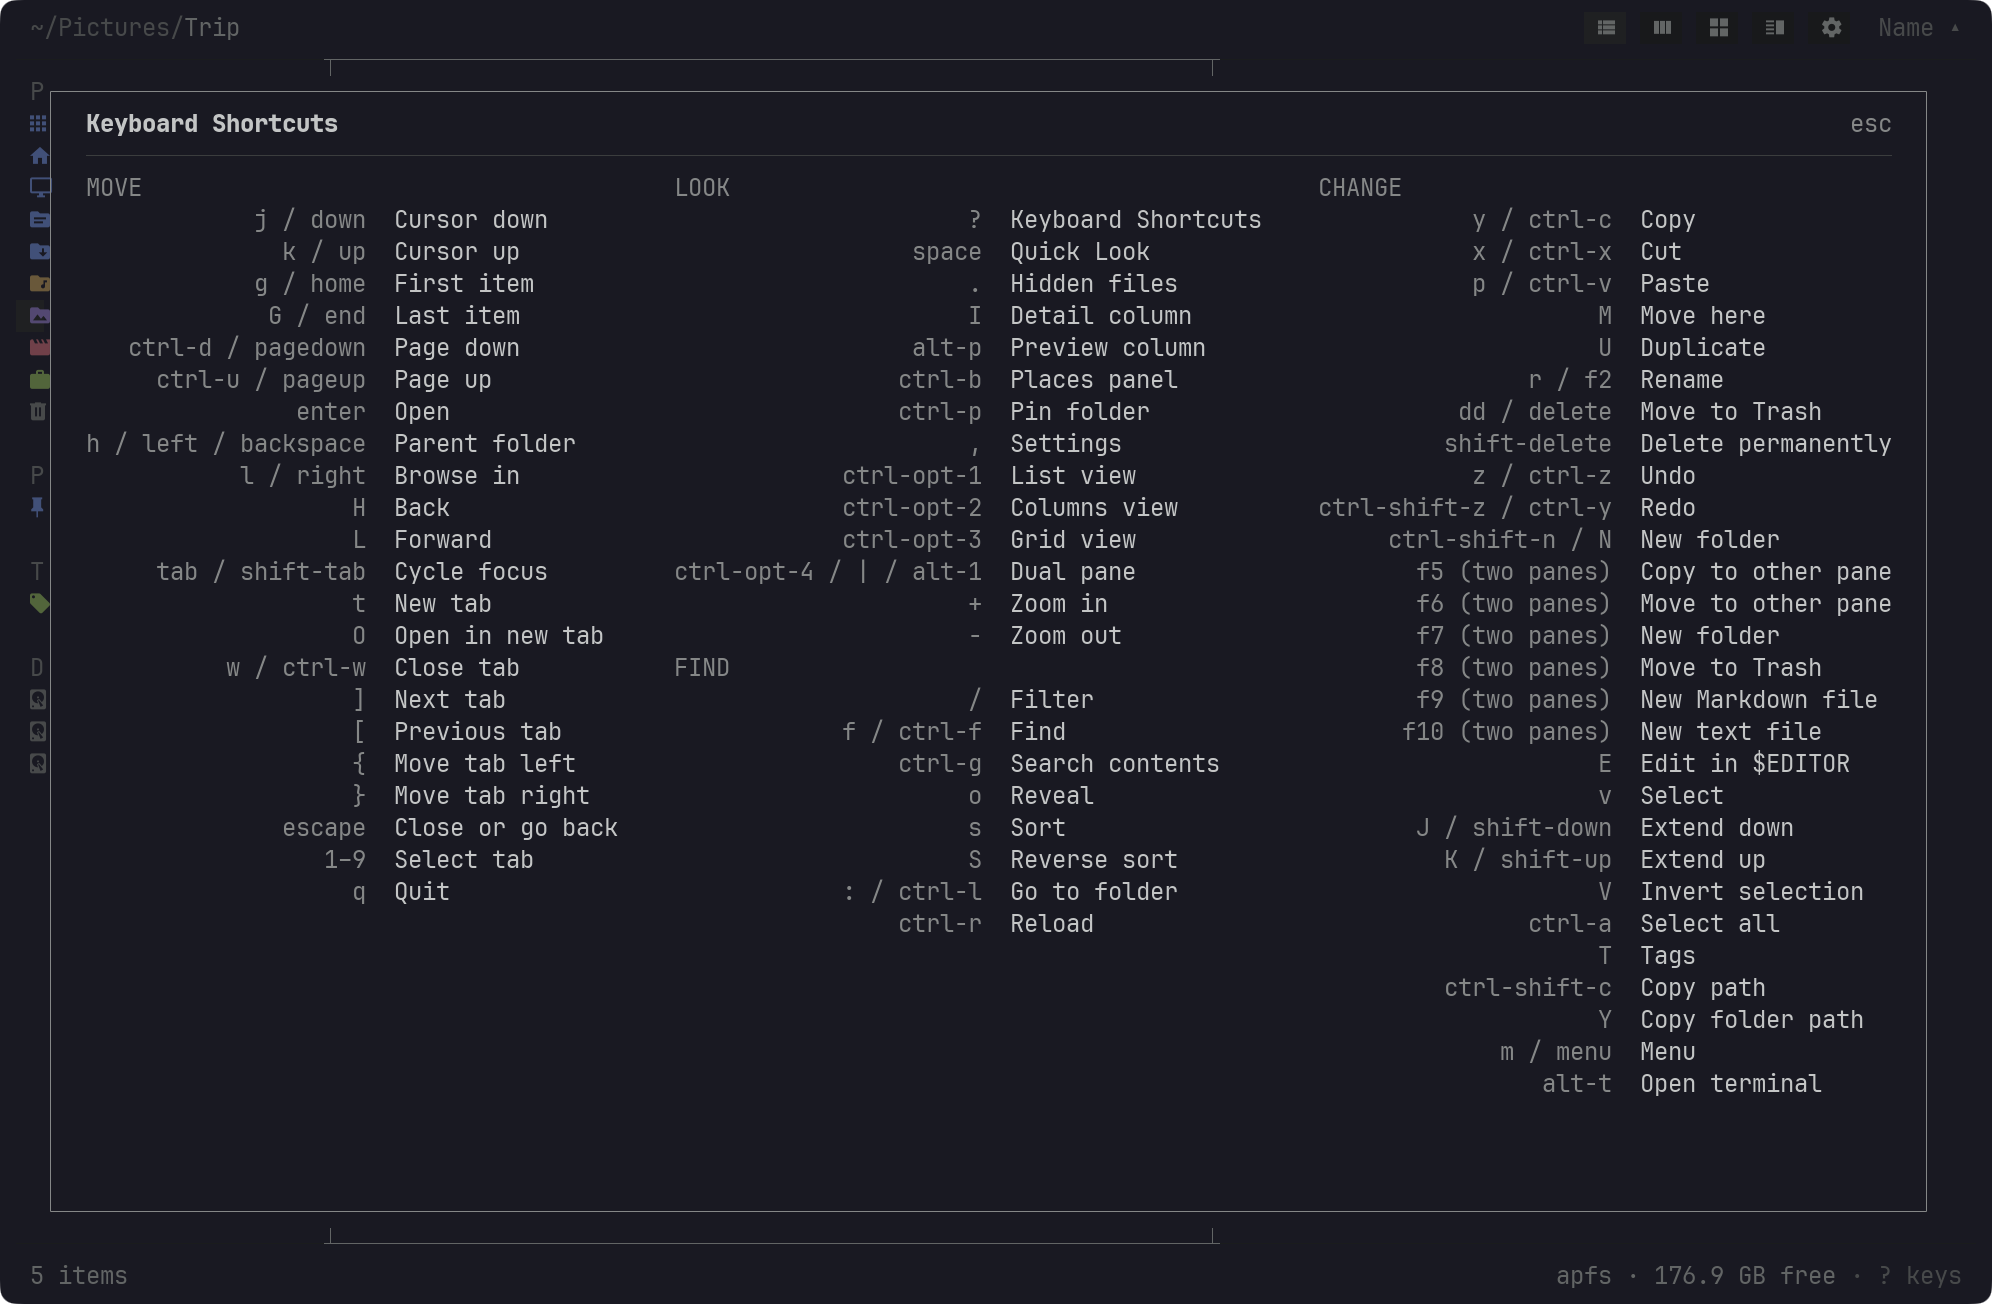 ~/Pictures/Trip
Name ▴
P
Keyboard Shortcuts
esc
MOVE
j / down Cursor down
k / up Cursor up
g / home First item
G / end Last item
ctrl-d / pagedown Page down
ctrl-u / pageup Page up
enter Open
h / left / backspace Parent folder
l / right Browse in
H Back
L Forward
tab / shift-tab Cycle focus
t New tab
O Open in new tab
w / ctrl-w Close tab
] Next tab
[ Previous tab
{ Move tab left
} Move tab right
escape Close or go back
1-9 Select tab
q Quit
LOOK
? Keyboard Shortcuts
space Quick Look
. Hidden files
I Detail column
alt-p Preview column
ctrl-b Places panel
ctrl-p Pin folder
, Settings
ctrl-opt-1 List view
ctrl-opt-2 Columns view
ctrl-opt-3 Grid view
ctrl-opt-4 / | / alt-1 Dual pane
+ Zoom in
- Zoom out
FIND
/ Filter
f / ctrl-f Find
ctrl-g Search contents
o Reveal
s Sort
S Reverse sort
: / ctrl-l Go to folder
ctrl-r Reload
CHANGE
y / ctrl-c Copy
x / ctrl-x Cut
p / ctrl-v Paste
M Move here
U Duplicate
r / f2 Rename
dd / delete Move to Trash
shift-delete Delete permanently
z / ctrl-z Undo
ctrl-shift-z / ctrl-y Redo
ctrl-shift-n / N New folder
f5 (two panes) Copy to other pane
f6 (two panes) Move to other pane
f7 (two panes) New folder
f8 (two panes) Move to Trash
f9 (two panes) New Markdown file
f10 (two panes) New text file
E Edit in $EDITOR
v Select
J / shift-down Extend down
K / shift-up Extend up
V Invert selection
ctrl-a Select all
T Tags
ctrl-shift-c Copy path
Y Copy folder path
m / menu Menu
alt-t Open terminal
P
T
D
5 items
apfs · 176.9 GB free · ? keys